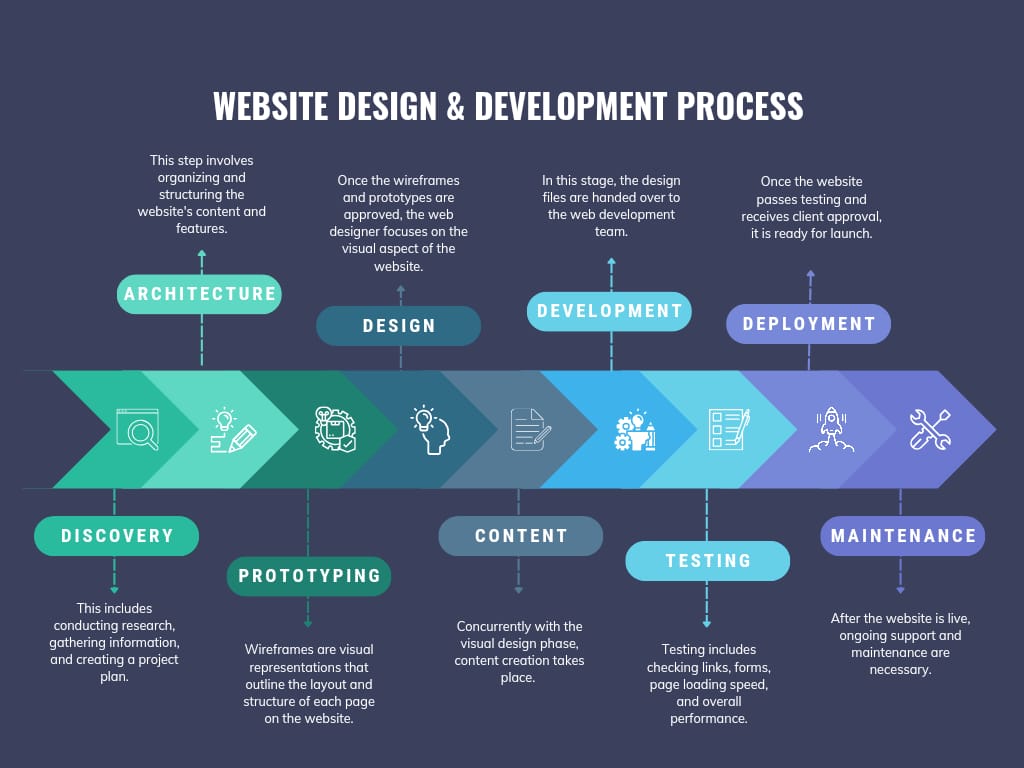 WEBSITE DESIGN & DEVELOPMENT PROCESS
This step involves
organizing and
structuring the
website's content and
features.
ARCHITECTURE
Once the wireframes
and prototypes are
approved, the web
designer focuses on the
visual aspect of the
website.
DESIGN
In this stage, the design
files are handed over to
the web development
team.
DEVELOPMENT
Once the website
passes testing and
receives client approval,
it is ready for launch.
DEPLOYMENT
DISCOVERY
This includes
conducting research,
gathering information,
and creating a project
plan.
PROTOTYPING
Wireframes are visual
representations that
outline the layout and
structure of each page
on the website.
CONTENT
Concurrently with the
visual design phase,
content creation takes
place.
TESTING
Testing includes
checking links, forms,
page loading speed,
and overall
performance.
MAINTENANCE
After the website is live,
ongoing support and
maintenance are
necessary.